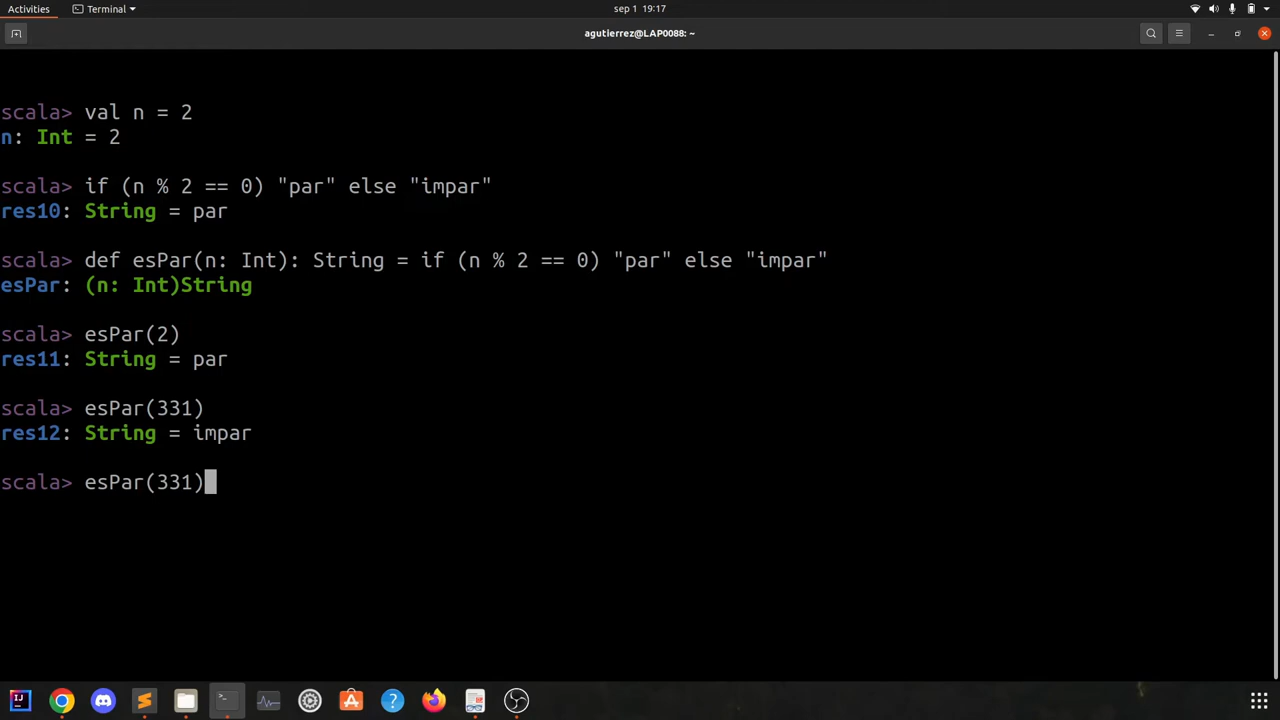 Activities
Terminal
sep 1 19:17
agutierrez@LAP0088: ~
scala> val n = 2
n: Int = 2
scala> if (n % 2 == 0) "par" else "impar"
res10: String = par
scala> def esPar(n: Int): String = if (n % 2 == 0) "par" else "impar"
esPar: (n: Int)String
scala> esPar(2)
res11: String = par
scala> esPar(331)
res12: String = impar
scala> esPar(331)